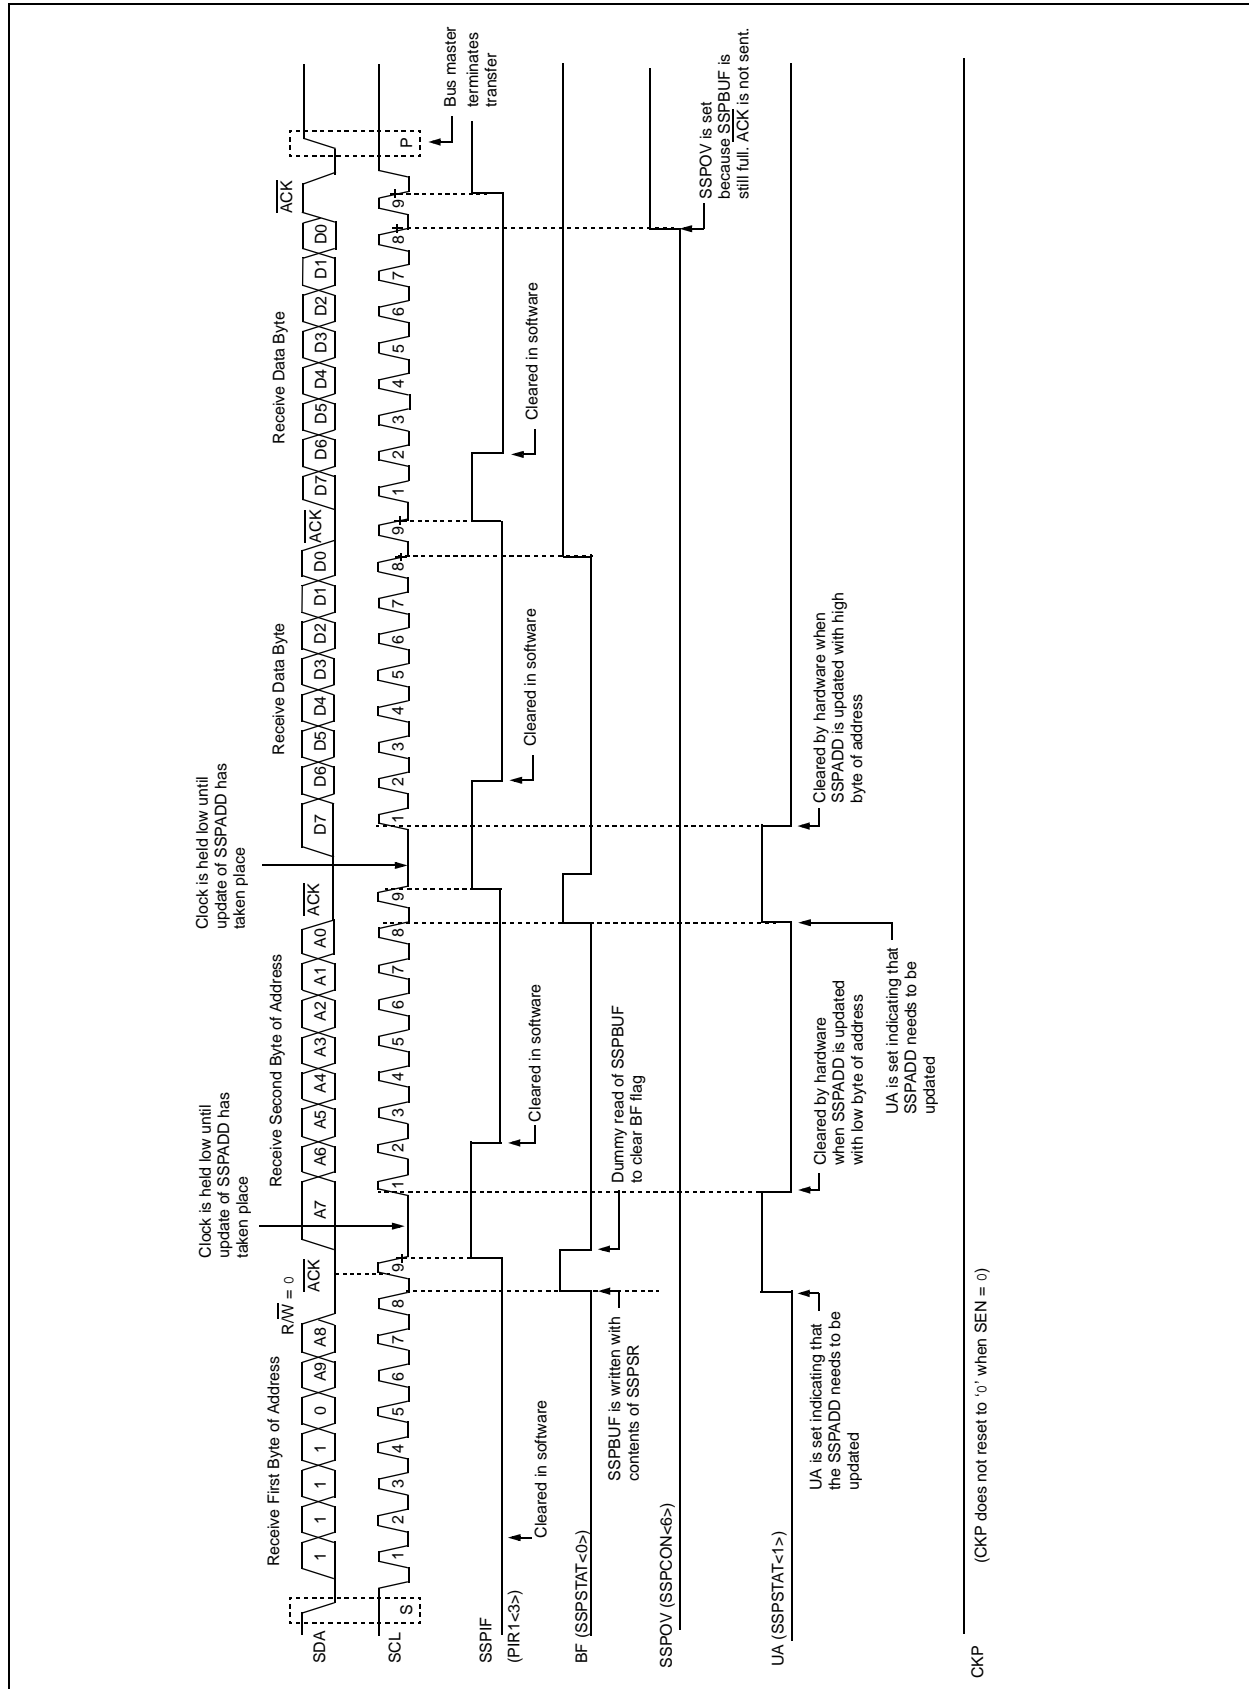 Receive First Byte of Address
R/W = 0
ACK
Clock is held low until
update of SSPADD has
taken place
Receive Second Byte of Address
ACK
Clock is held low until
update of SSPADD has
taken place
Receive Data Byte
ACK
Receive Data Byte
ACK
SDA
1 1 1 1 0 A9 A8
A7 A6 A5 A4 A3 A2 A1 A0
D7 D6 D5 D4 D3 D2 D1 D0
D7 D6 D5 D4 D3 D2 D1 D0
SCL
S
1 2 3 4 5 6 7 8 9
1 2 3 4 5 6 7 8 9
1 2 3 4 5 6 7 8 9
1 2 3 4 5 6 7 8 9
P
Bus master
terminates
transfer
SSPIF
(PIR1<3>)
Cleared in software
Cleared in software
Cleared in software
Cleared in software
BF (SSPSTAT<0>)
SSPBUF is written with
contents of SSPSR
Dummy read of SSPBUF
to clear BF flag
SSPOV (SSPCON<6>)
SSPOV is set
because SSPBUF is
still full. ACK is not sent.
UA (SSPSTAT<1>)
UA is set indicating that
the SSPADD needs to be
updated
Cleared by hardware
when SSPADD is updated
with low byte of address
UA is set indicating that
SSPADD needs to be
updated
Cleared by hardware when
SSPADD is updated with high
byte of address
CKP
(CKP does not reset to ‘0’ when SEN = 0)